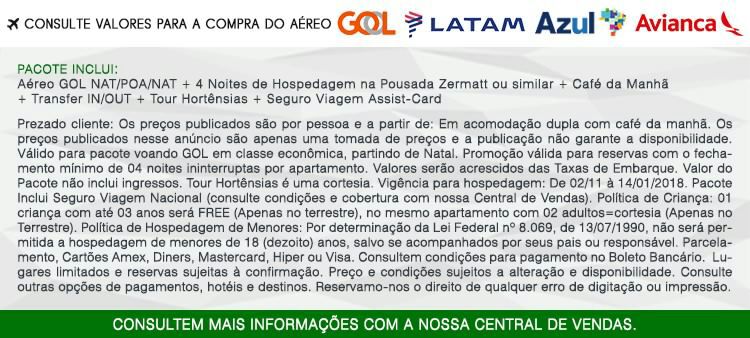 CONSULTE VALORES PARA A COMPRA DO AÉREO GOL LATAM Azul Avianca
PACOTE INCLUI:
Aéreo GOL NAT/POA/NAT + 4 Noites de Hospedagem na Pousada Zermatt ou similar + Café da Manhã
+ Transfer IN/OUT + Tour Hortênsias + Seguro Viagem Assist-Card
Prezado cliente: Os preços publicados são por pessoa e a partir de: Em acomodação dupla com café da manhã. Os
preços publicados nesse anúncio são apenas uma tomada de preços e a publicação não garante a disponibilidade.
Válido para pacote voando GOL em classe econômica, partindo de Natal. Promoção válida para reservas com o fecha-
mento mínimo de 04 noites ininterruptas por apartamento. Valores serão acrescidos das Taxas de Embarque. Valor do
Pacote não inclui ingressos. Tour Hortênsias é uma cortesia. Vigência para hospedagem: De 02/11 à 14/01/2018. Pacote
Inclui Seguro Viagem Nacional (consulte condições e cobertura com nossa Central de Vendas). Política de Criança: 01
criança com até 03 anos será FREE (Apenas no terrestre), no mesmo apartamento com 02 adultos=cortesia (Apenas no
Terrestre). Política de Hospedagem de Menores: Por determinação da Lei Federal nº 8.069, de 13/07/1990, não será per-
mitida a hospedagem de menores de 18 (dezoito) anos, salvo se acompanhados por seus pais ou responsável. Parcela-
mento, Cartões Amex, Diners, Mastercard, Hiper ou Visa. Consultem condições para pagamento no Boleto Bancário. Lu-
gares limitados e reservas sujeitas à confirmação. Preço e condições sujeitos a alteração e disponibilidade. Consulte
outras opções de pagamentos, hotéis e destinos. Reservamo-nos o direito de qualquer erro de digitação ou impressão.
CONSULTEM MAIS INFORMAÇÕES COM A NOSSA CENTRAL DE VENDAS.